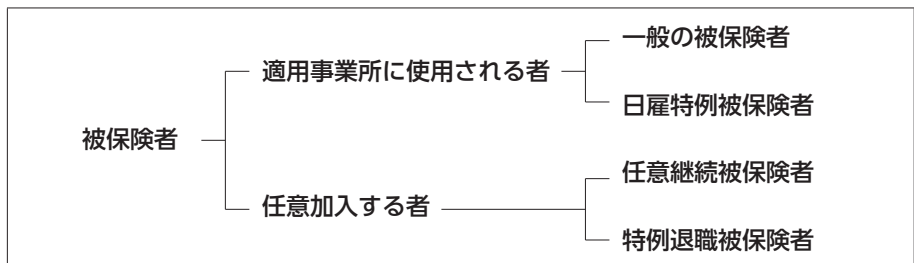 一般の被保険者
適用事業所に使用される者
日雇特例被保険者
被保険者
任意継続被保険者
任意加入する者
特例退職被保険者